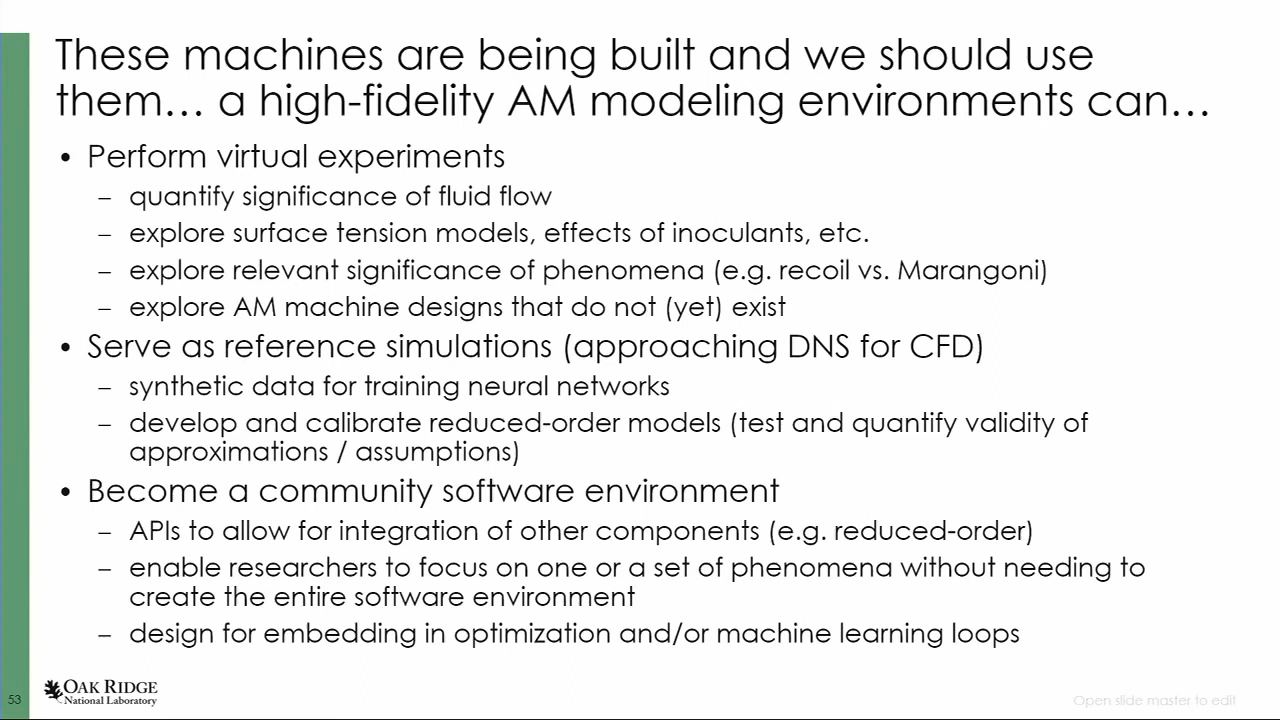 These machines are being built and we should use
them… a high-fidelity AM modeling environments can…
• Perform virtual experiments
– quantify significance of fluid flow
– explore surface tension models, effects of inoculants, etc.
– explore relevant significance of phenomena (e.g. recoil vs. Marangoni)
– explore AM machine designs that do not (yet) exist
• Serve as reference simulations (approaching DNS for CFD)
– synthetic data for training neural networks
– develop and calibrate reduced-order models (test and quantify validity of
approximations / assumptions)
• Become a community software environment
– APIs to allow for integration of other components (e.g. reduced-order)
– enable researchers to focus on one or a set of phenomena without needing to
create the entire software environment
– design for embedding in optimization and/or machine learning loops
53
OAK RIDGE
National Laboratory
Open slide master to edit